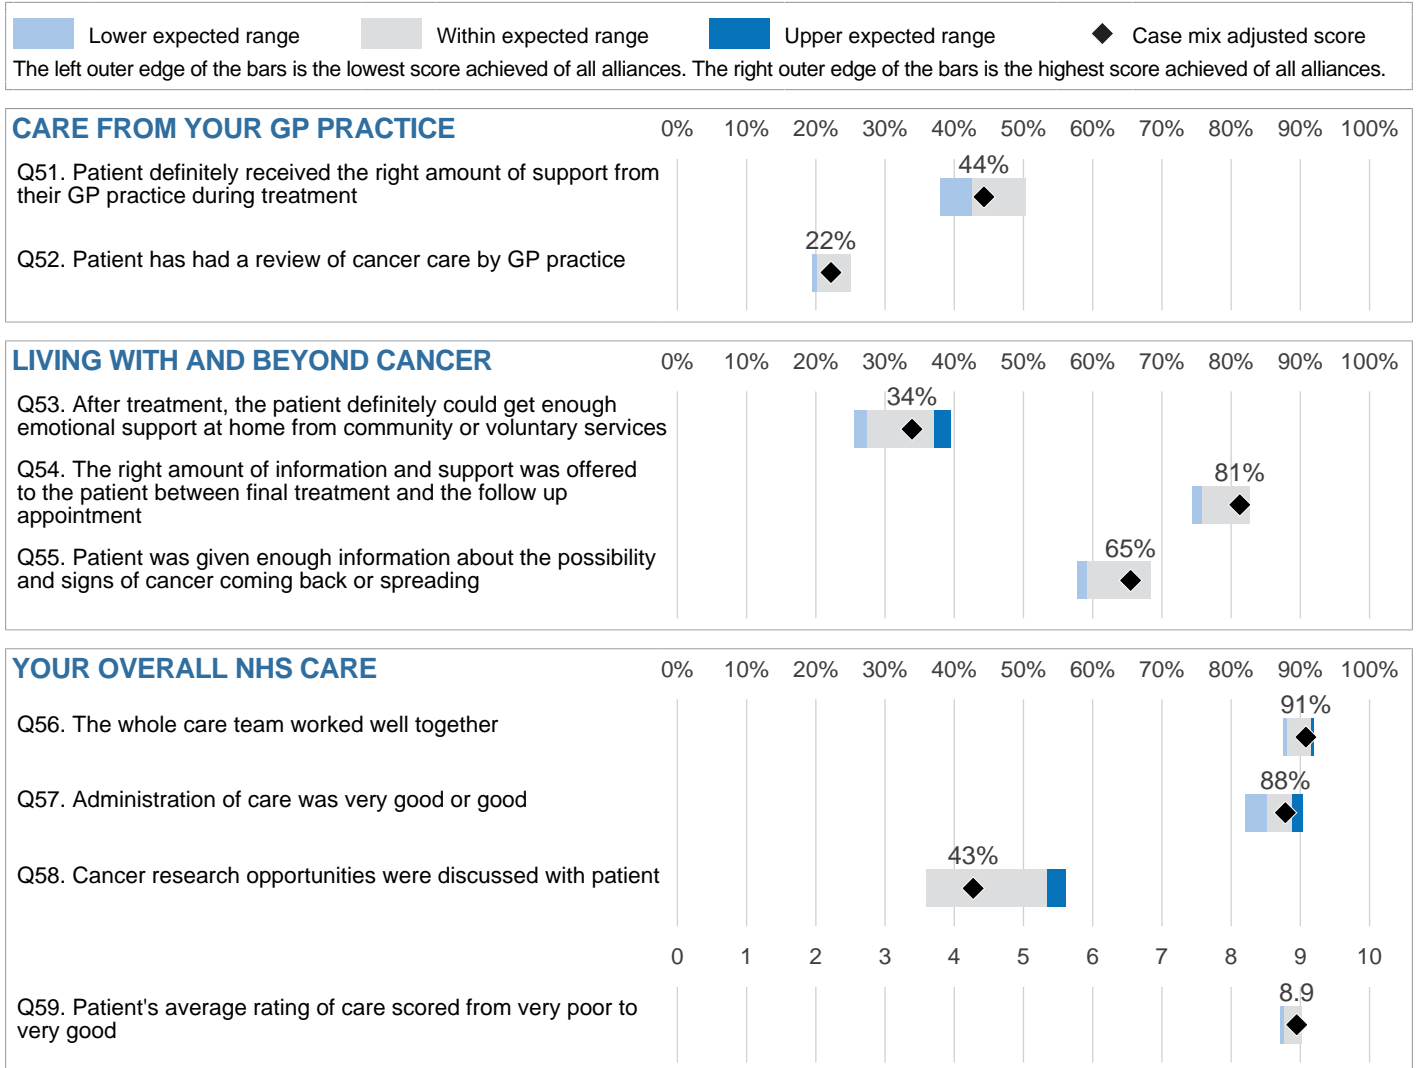 Lower expected range Within expected range Upper expected range Case mix adjusted score
The left outer edge of the bars is the lowest score achieved of all alliances. The right outer edge of the bars is the highest score achieved of all alliances.
CARE FROM YOUR GP PRACTICE 0% 10% 20% 30% 40% 50% 60% 70% 80% 90% 100%
44%
Q51. Patient definitely received the right amount of support from
their GP practice during treatment
22%
Q52. Patient has had a review of cancer care by GP practice
LIVING WITH AND BEYOND CANCER 0% 10% 20% 30% 40% 50% 60% 70% 80% 90% 100%
34%
Q53. After treatment, the patient definitely could get enough
emotional support at home from community or voluntary services
Q54. The right amount of information and support was offered
81%
to the patient between final treatment and the follow up
appointment
65%
Q55. Patient was given enough information about the possibility
and signs of cancer coming back or spreading
YOUR OVERALL NHS CARE 0% 10% 20% 30% 40% 50% 60% 70% 80% 90% 100%
91%
Q56. The whole care team worked well together
88%
Q57. Administration of care was very good or good
43%
Q58. Cancer research opportunities were discussed with patient
0 1 2 3 4 5 6 7 8 9 10
8.9
Q59. Patient's average rating of care scored from very poor to
very good